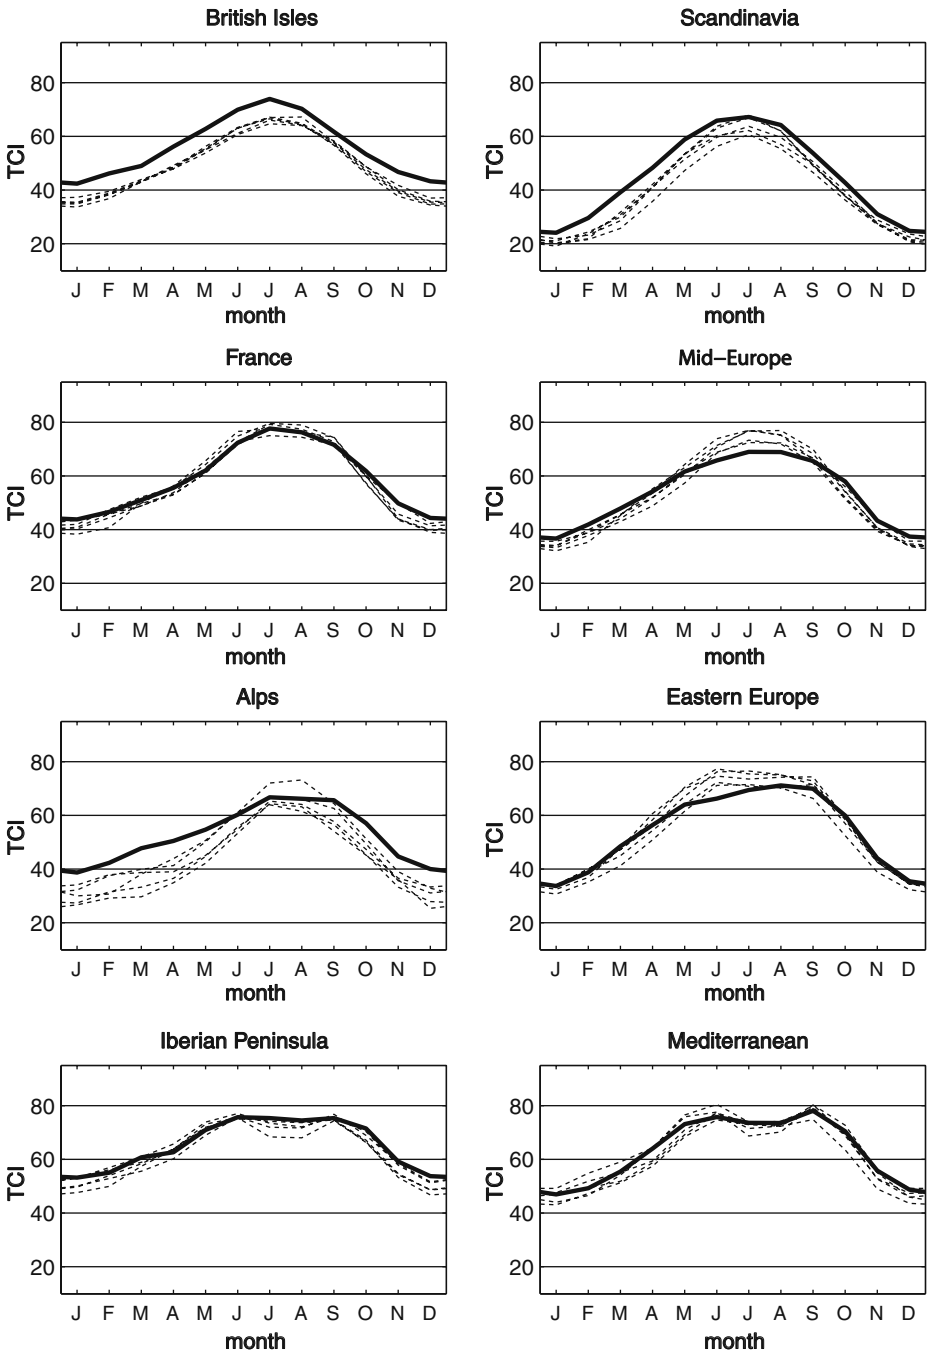 British Isles
Scandinavia
80
60
40
20
TCI
J F M A M J J A S O N D
month
80
60
40
20
TCI
J F M A M J J A S O N D
month
France
Mid–Europe
80
60
40
20
TCI
J F M A M J J A S O N D
month
80
60
40
20
TCI
J F M A M J J A S O N D
month
Alps
Eastern Europe
80
60
40
20
TCI
J F M A M J J A S O N D
month
80
60
40
20
TCI
J F M A M J J A S O N D
month
Iberian Peninsula
Mediterranean
80
60
40
20
TCI
J F M A M J J A S O N D
month
80
60
40
20
TCI
J F M A M J J A S O N D
month